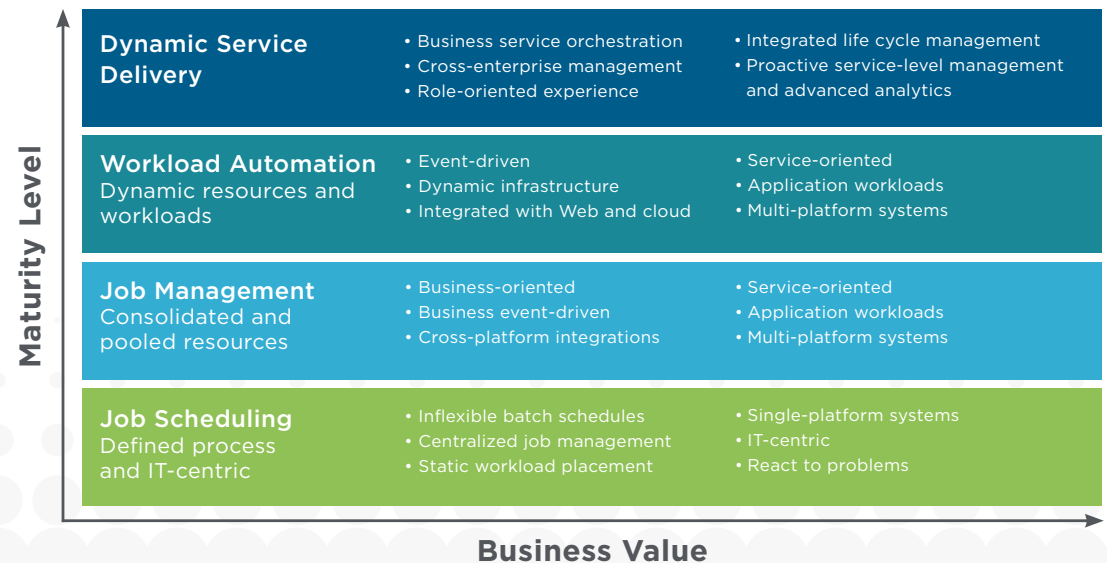 Maturity Level
Dynamic Service
Delivery
• Business service orchestration
• Cross-enterprise management
• Role-oriented experience
• Integrated life cycle management
• Proactive service-level management
and advanced analytics
Workload Automation
Dynamic resources and
workloads
• Event-driven
• Dynamic infrastructure
• Integrated with Web and cloud
• Service-oriented
• Application workloads
• Multi-platform systems
Job Management
Consolidated and
pooled resources
• Business-oriented
• Business event-driven
• Cross-platform integrations
• Service-oriented
• Application workloads
• Multi-platform systems
Job Scheduling
Defined process
and IT-centric
• Inflexible batch schedules
• Centralized job management
• Static workload placement
• Single-platform systems
• IT-centric
• React to problems
Business Value